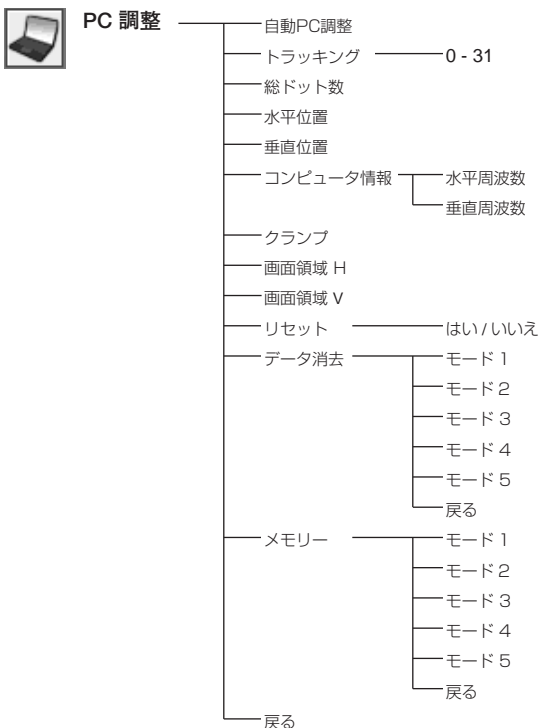 PC 調整
自動PC調整
トラッキング 0 - 31
総ドット数
水平位置
垂直位置
コンピュータ情報 水平周波数
垂直周波数
クランプ
画面領域 H
画面領域 V
リセット はい / いいえ
データ消去 モード 1
モード 2
モード 3
モード 4
モード 5
戻る
メモリー モード 1
モード 2
モード 3
モード 4
モード 5
戻る
戻る